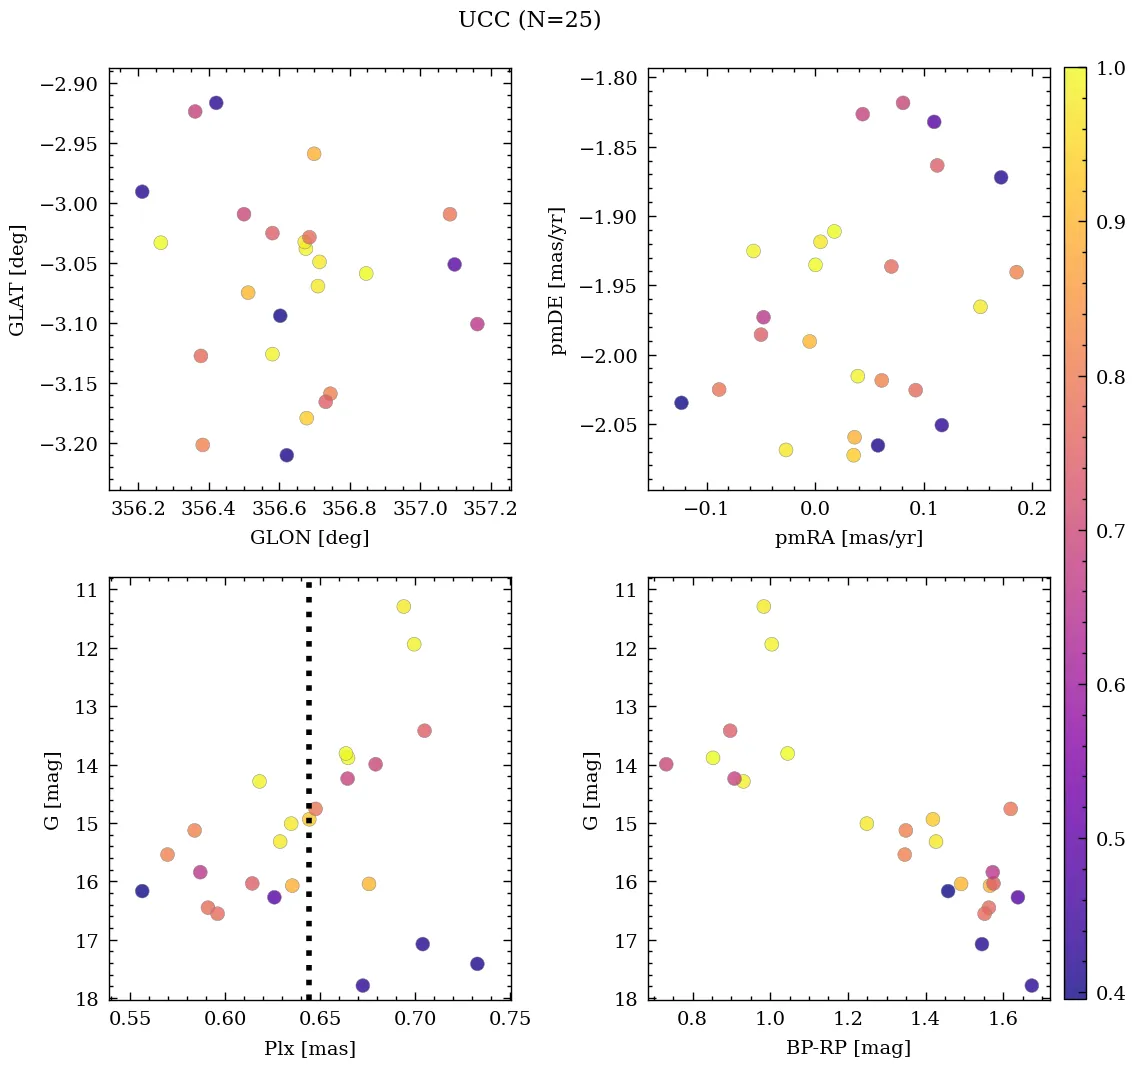 UCC (N=25)
−2.90
−2.95
−3.00
−3.05
−3.10
−3.15
−3.20
GLAT [deg]
356.2 356.4 356.6 356.8 357.0 357.2
GLON [deg]
−1.80
−1.85
−1.90
−1.95
−2.00
−2.05
pmDE [mas/yr]
−0.1 0.0 0.1 0.2
pmRA [mas/yr]
11
12
13
14
15
16
17
18
G [mag]
0.55 0.60 0.65 0.70 0.75
Plx [mas]
11
12
13
14
15
16
17
18
G [mag]
0.8 1.0 1.2 1.4 1.6
BP-RP [mag]
1.0
0.9
0.8
0.7
0.6
0.5
0.4